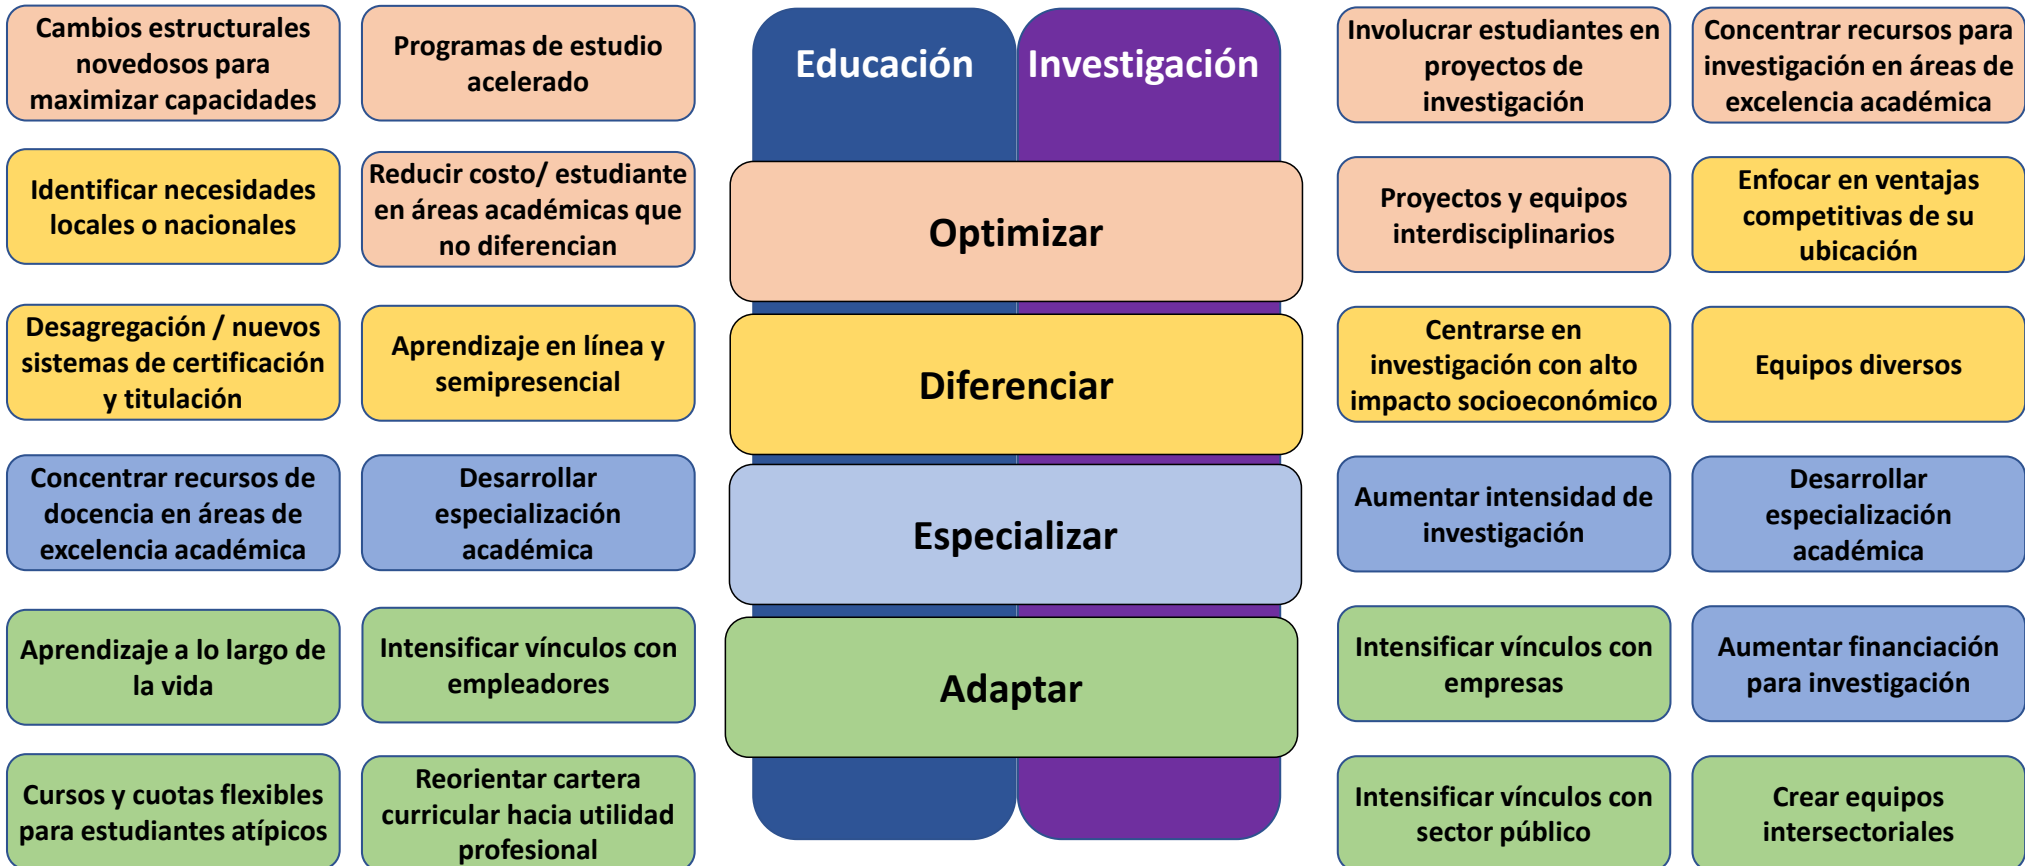 Cambios estructurales
novedosos para
maximizar capacidades
Programas de estudio
acelerado
Identificar necesidades
locales o nacionales
Reducir costo/ estudiante
en áreas académicas que
no diferencian
Desagregación / nuevos
sistemas de certificación
y titulación
Aprendizaje en línea y
semipresencial
Concentrar recursos de
docencia en áreas de
excelencia académica
Desarrollar
especialización
académica
Aprendizaje a lo largo de
la vida
Intensificar vínculos con
empleadores
Cursos y cuotas flexibles
para estudiantes atípicos
Reorientar cartera
curricular hacia utilidad
profesional
Educación
Investigación
Optimizar
Diferenciar
Especializar
Adaptar
Involucrar estudiantes en
proyectos de
investigación
Concentrar recursos para
investigación en áreas de
excelencia académica
Proyectos y equipos
interdisciplinarios
Enfocar en ventajas
competitivas de su
ubicación
Centrarse en
investigación con alto
impacto socioeconómico
Equipos diversos
Aumentar intensidad de
investigación
Desarrollar
especialización
académica
Intensificar vínculos con
empresas
Aumentar financiación
para investigación
Intensificar vínculos con
sector público
Crear equipos
intersectoriales